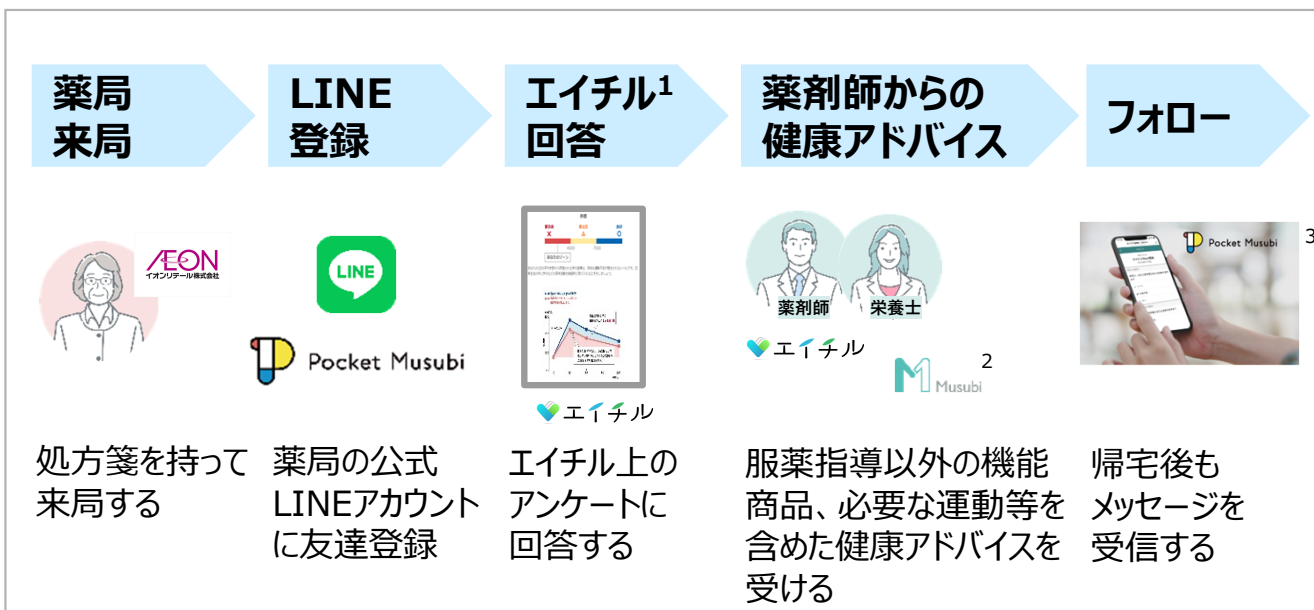 薬局
来局
LINE
登録
エイチル1
回答
薬剤師からの
健康アドバイス
フォロー
ÆON
イオンリテール株式会社
LINE
Pocket Musubi
エイチル
薬剤師
栄養士
エイチル
Musubi
2
Pocket Musubi
3
処方箋を持って
来局する
薬局の公式
LINEアカウント
に友達登録
エイチル上の
アンケートに
回答する
服薬指導以外の機能
商品、必要な運動等を
含めた健康アドバイスを
受ける
帰宅後も
メッセージを
受信する